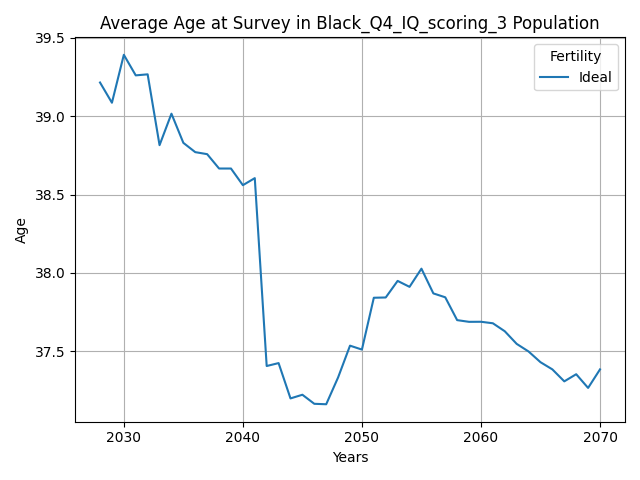 Average Age at Survey in Black_Q4_IQ_scoring_3 Population
39.5
39.0
38.5
38.0
37.5
Age
Fertility
Ideal
2030 2040 2050 2060 2070
Years